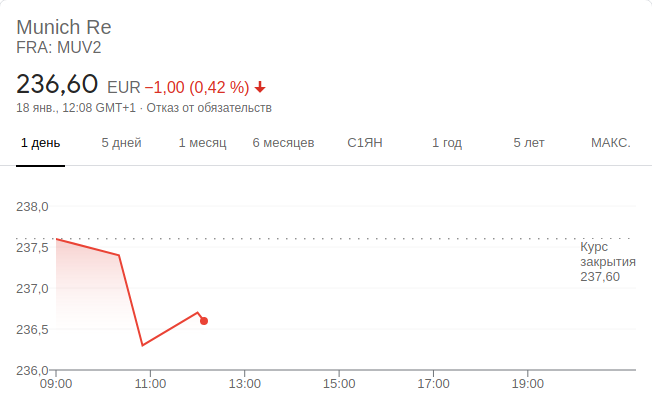 Munich Re
FRA: MUV2
236,60 EUR −1,00 (0,42 %)
18 янв., 12:08 GMT+1 · Отказ от обязательств
1 день 5 дней 1 месяц 6 месяцев С1ЯН 1 год 5 лет МАКС.
238,0
237,5
237,0
236,5
236,0
Курс
закрытия
237,60
09:00 11:00 13:00 15:00 17:00 19:00